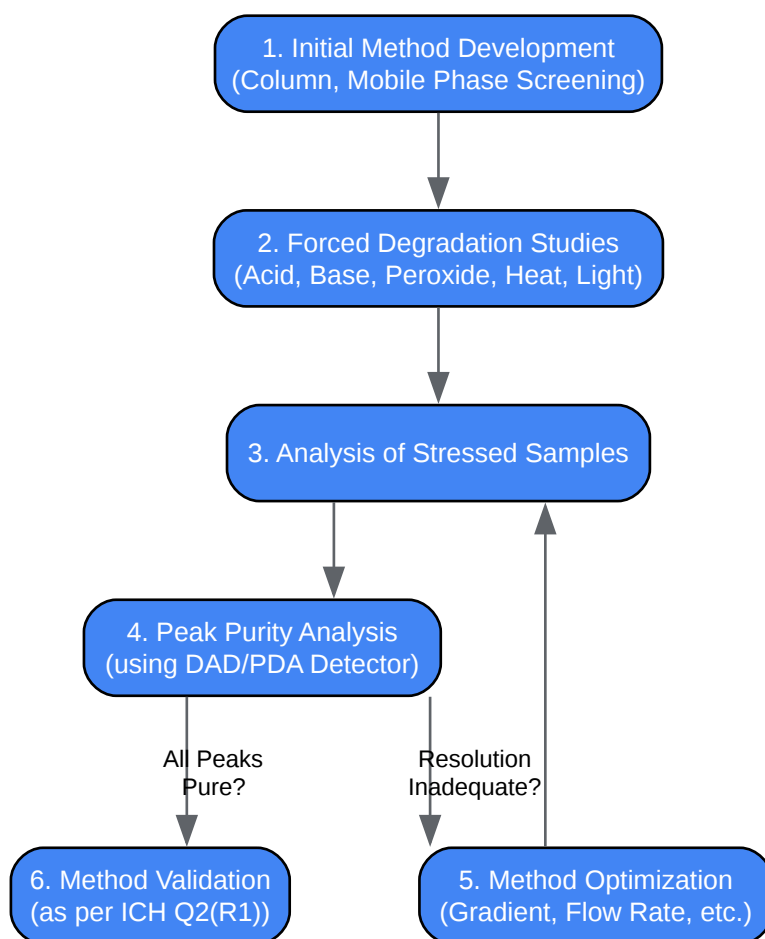 1. Initial Method Development
(Column, Mobile Phase Screening)
2. Forced Degradation Studies
(Acid, Base, Peroxide, Heat, Light)
3. Analysis of Stressed Samples
4. Peak Purity Analysis
(using DAD/PDA Detector)
All Peaks
Pure?
Resolution
Inadequate?
6. Method Validation
(as per ICH Q2(R1))
5. Method Optimization
(Gradient, Flow Rate, etc.)